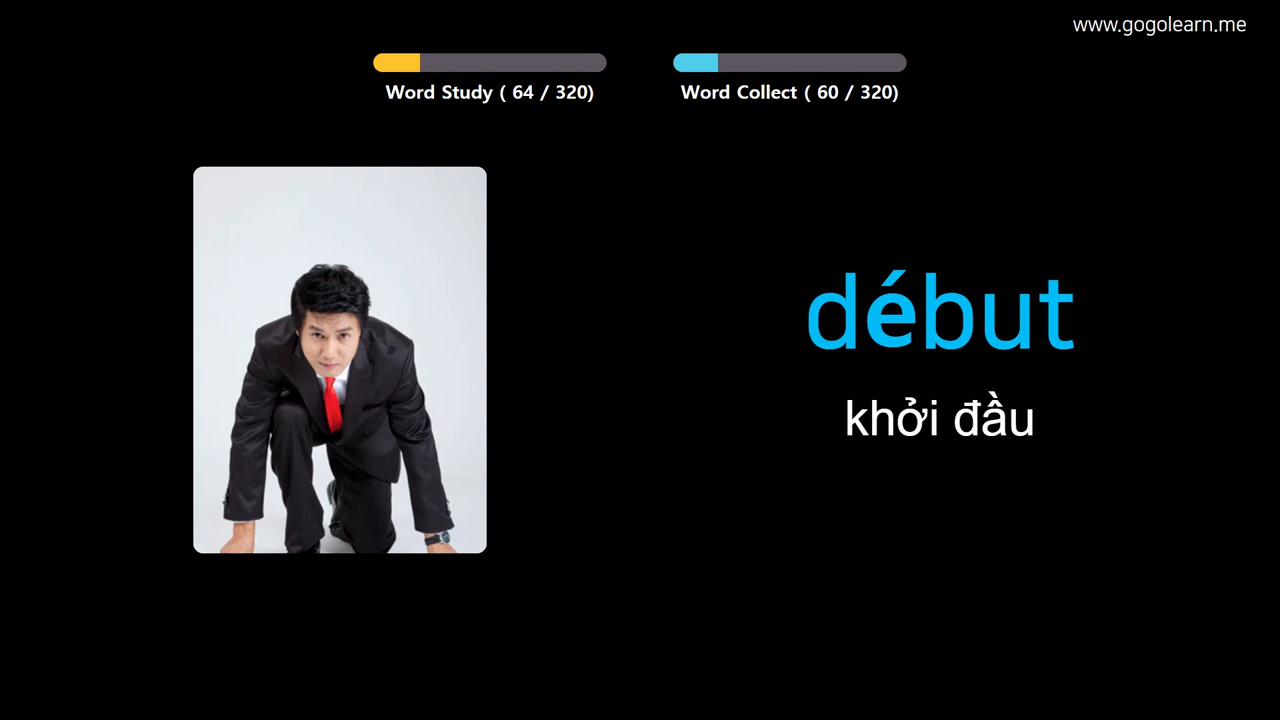 www.gogolearn.me
Word Study ( 64 / 320)
Word Collect ( 60 / 320)
début
khởi đầu